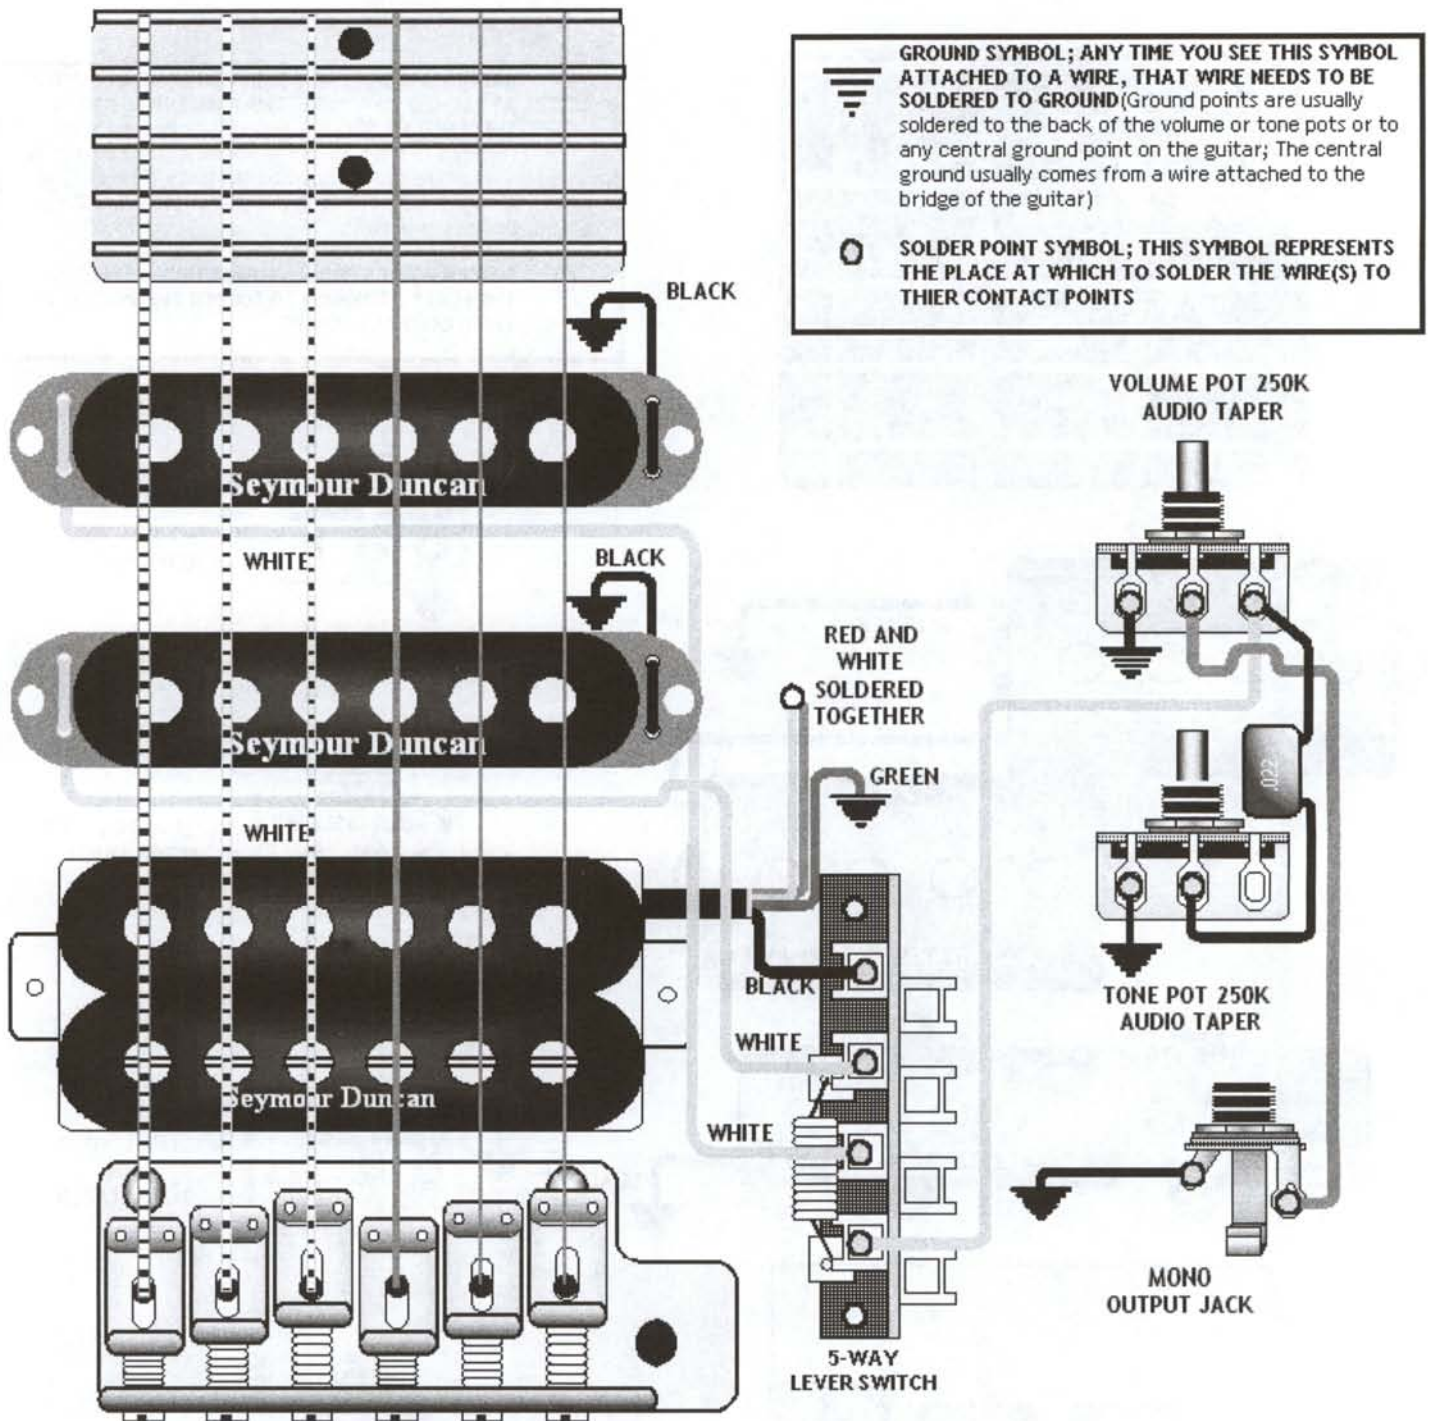 GROUND SYMBOL; ANY TIME YOU SEE THIS SYMBOL
ATTACHED TO A WIRE, THAT WIRE NEEDS TO BE
SOLDERED TO GROUND(Ground points are usually
soldered to the back of the volume or tone pots or to
any central ground point on the guitar; The central
ground usually comes from a wire attached to the
bridge of the guitar)
SOLDER POINT SYMBOL; THIS SYMBOL REPRESENTS
THE PLACE AT WHICH TO SOLDER THE WIRE(S) TO
THIER CONTACT POINTS
BLACK
Seymour Duncan
WHITE
BLACK
Seymour Duncan
WHITE
RED AND
WHITE
SOLDERED
TOGETHER
GREEN
BLACK
WHITE
WHITE
Seymour Duncan
5-WAY
LEVER SWITCH
VOLUME POT 250K
AUDIO TAPER
.022
TONE POT 250K
AUDIO TAPER
MONO
OUTPUT JACK